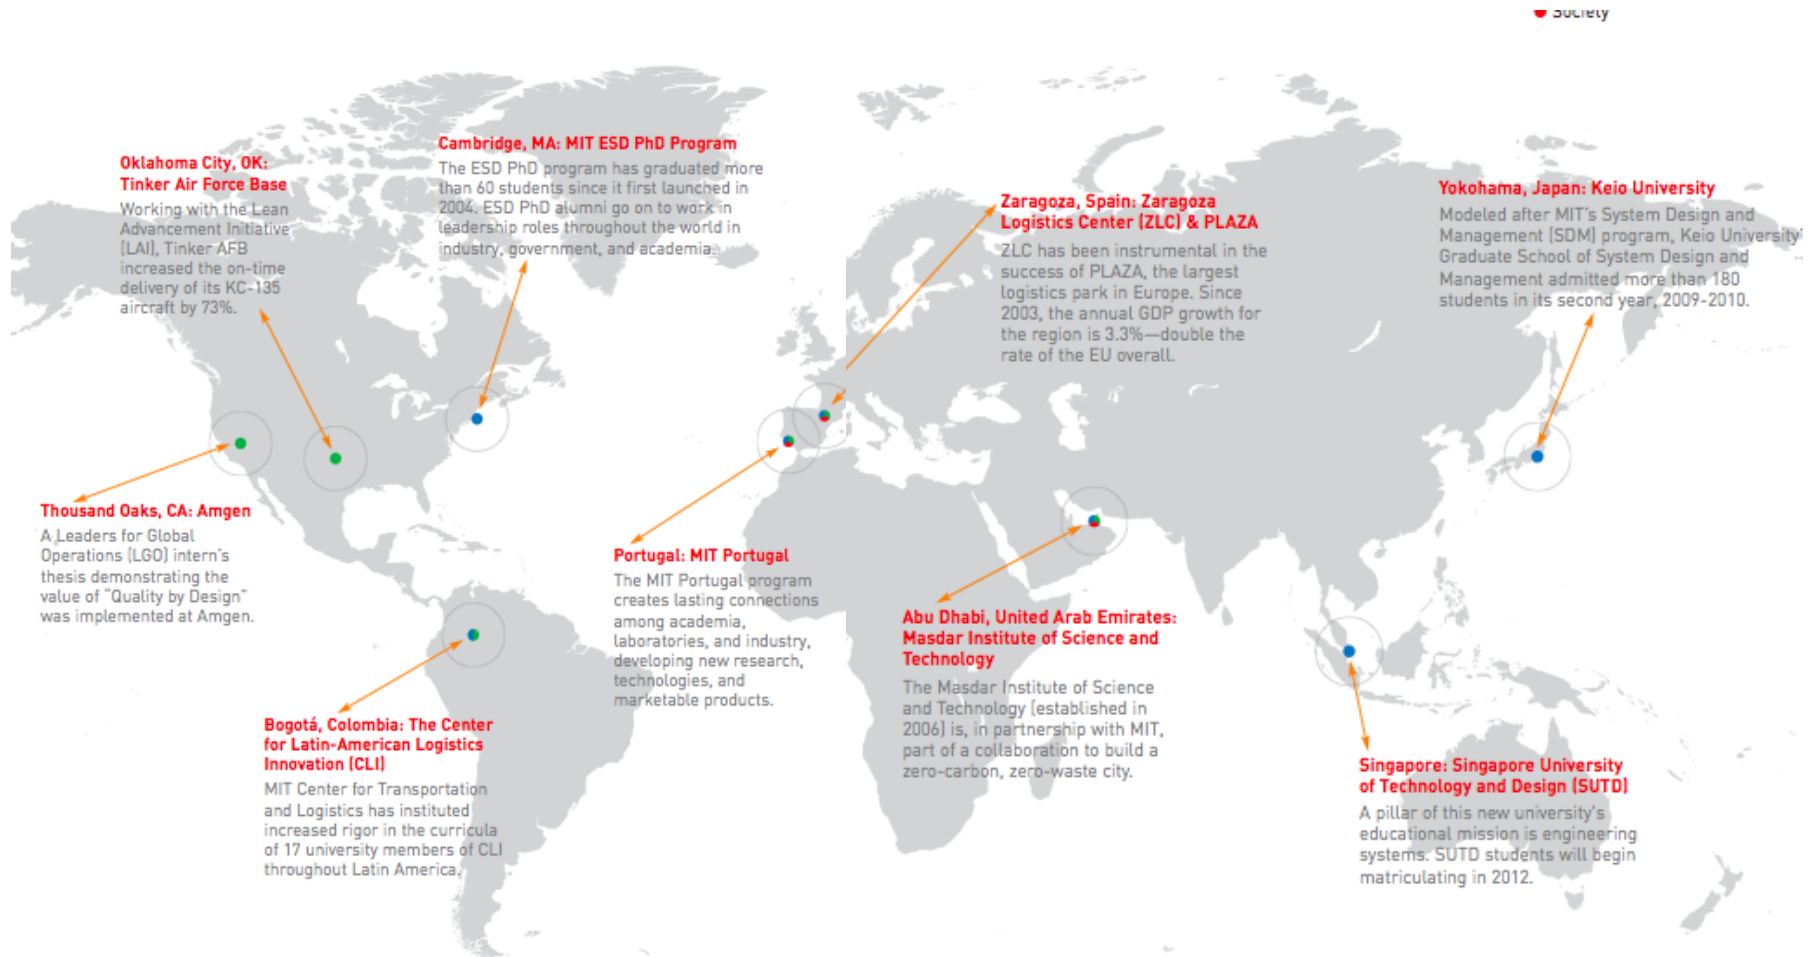 Society
Oklahoma City, OK:
Tinker Air Force Base
Working with the Lean
Advancement Initiative
(LAI), Tinker AFB
increased the on-time
delivery of its KC-135
aircraft by 73%.
Cambridge, MA: MIT ESD PhD Program
The ESD PhD program has graduated more
than 60 students since it first launched in
2004. ESD PhD alumni go on to work in
leadership roles throughout the world in
industry, government, and academia.
Zaragoza, Spain: Zaragoza
Logistics Center (ZLC) & PLAZA
ZLC has been instrumental in the
success of PLAZA, the largest
logistics park in Europe. Since
2003, the annual GDP growth for
the region is 3.3%—double the
rate of the EU overall.
Yokohama, Japan: Keio University
Modeled after MIT's System Design and
Management (SDM) program, Keio University'
Graduate School of System Design and
Management admitted more than 180
students in its second year, 2009-2010.
Thousand Oaks, CA: Amgen
A Leaders for Global
Operations (LGO) intern's
thesis demonstrating the
value of "Quality by Design"
was implemented at Amgen.
Portugal: MIT Portugal
The MIT Portugal program
creates lasting connections
among academia,
laboratories, and industry,
developing new research,
technologies, and
marketable products.
Abu Dhabi, United Arab Emirates:
Masdar Institute of Science and
Technology
The Masdar Institute of Science
and Technology (established in
2006) is, in partnership with MIT,
part of a collaboration to build a
zero-carbon, zero-waste city.
Bogotá, Colombia: The Center
for Latin-American Logistics
Innovation (CLI)
MIT Center for Transportation
and Logistics has instituted
increased rigor in the curricula
of 17 university members of CLI
throughout Latin America.
Singapore: Singapore University
of Technology and Design (SUTD)
A pillar of this new university's
educational mission is engineering
systems. SUTD students will begin
matriculating in 2012.